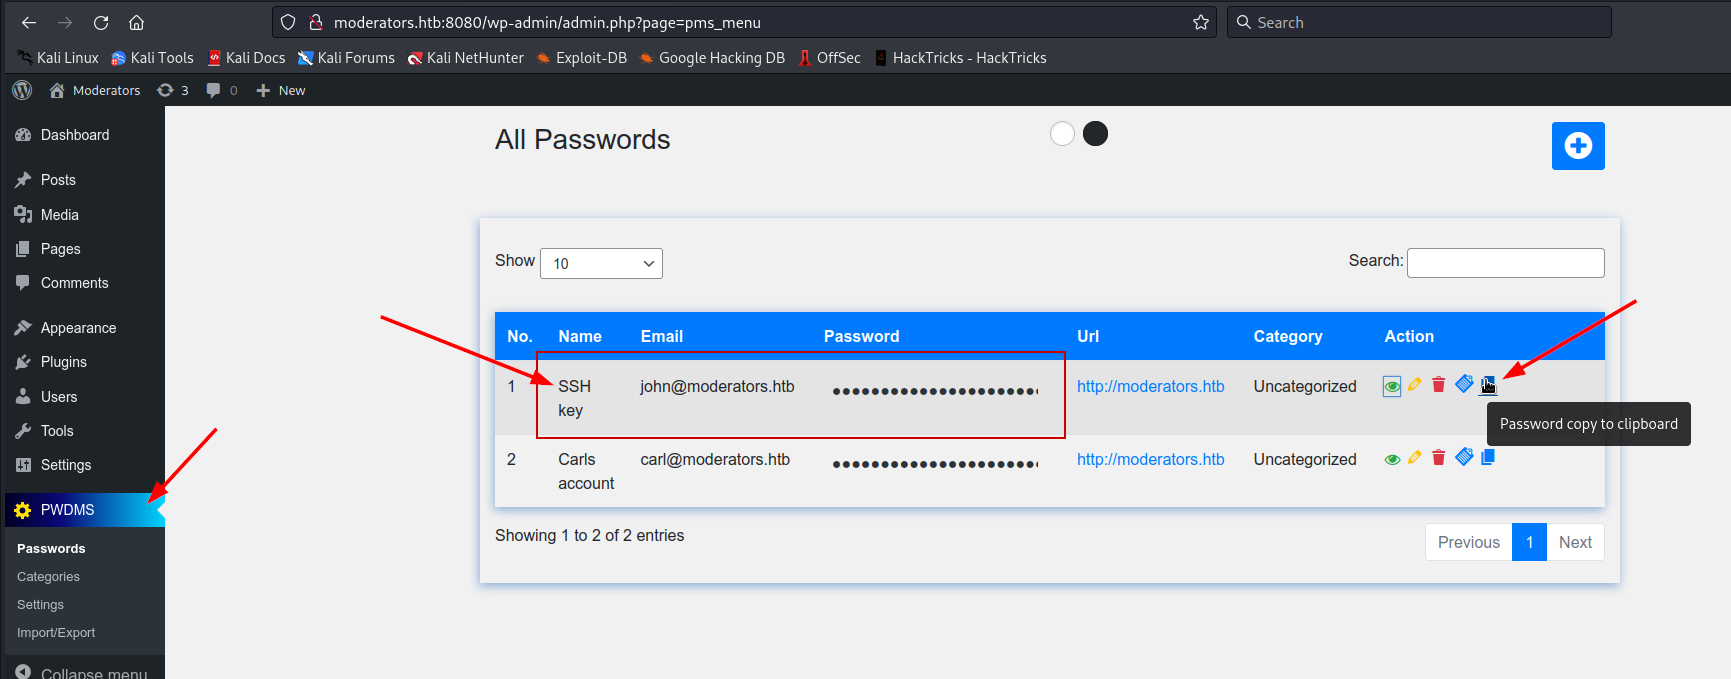 moderators.htb:8080/wp-admin/admin.php?page=pms_menu
Search
Kali Linux Kali Tools Kali Docs Kali Forums Kali NetHunter Exploit-DB Google Hacking DB OffSec HackTricks - HackTricks
Moderators 3 0 New
Dashboard
Posts
Media
Pages
Comments
Appearance
Plugins
Users
Tools
Settings
PWDMS
Passwords
Categories
Settings
Import/Export
Collapse menu
All Passwords
Show 10
Search:
No. Name Email Password Url Category Action
1 SSH john@moderators.htb ●●●●●●●●●●●●●●●●●●● http://moderators.htb Uncategorized
key
Password copy to clipboard
2 Carls carl@moderators.htb ●●●●●●●●●●●●●●●●●●● http://moderators.htb Uncategorized
account
Showing 1 to 2 of 2 entries
Previous 1 Next